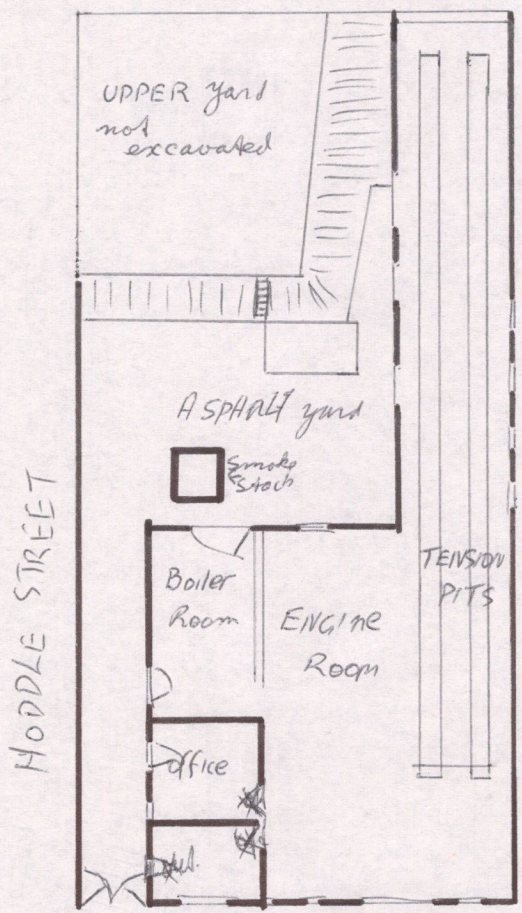 UPPER yard
not
excavated
ASPHALT yard
Smoke
Stack
HODDLE STREET
Boiler
Room
ENGINE
Room
TENSION
PITS
office